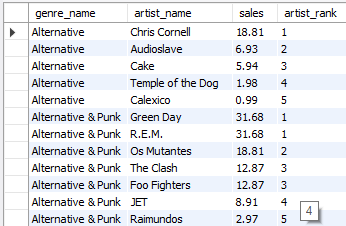 genre_name artist_name sales artist_rank
Alternative Chris Cornell 18.81 1
Alternative Audioslave 6.93 2
Alternative Cake 5.94 3
Alternative Temple of the Dog 1.98 4
Alternative Calexico 0.99 5
Alternative & Punk Green Day 31.68 1
Alternative & Punk R.E.M. 31.68 1
Alternative & Punk Os Mutantes 18.81 2
Alternative & Punk The Clash 12.87 3
Alternative & Punk Foo Fighters 12.87 3
Alternative & Punk JET 8.91 4
Alternative & Punk Raimundos 2.97 5
4